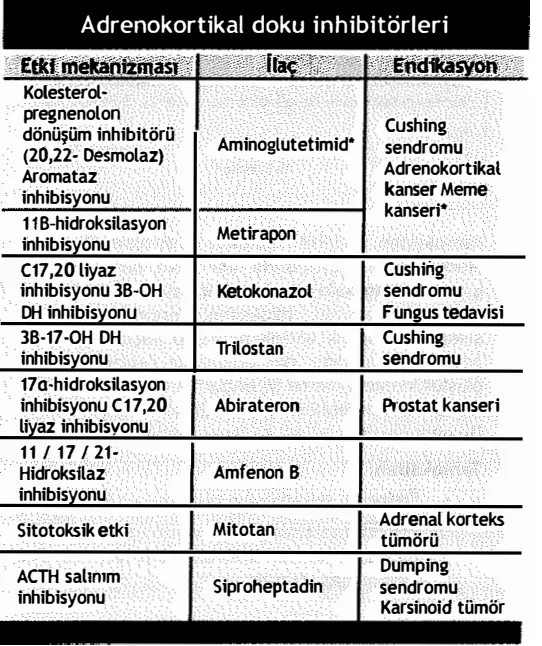 Adrenokortikal doku inhibitörleri
Etki mekanizması İlaç Endikasyon
Kolesterol-
pregnenolon
dönüşüm inhibitörü
(20,22- Desmolaz)
Aromataz
inhibisyonu
Aminoglutetimid*
Cushing
sendromu
Adrenokortikal
kanser Meme
kanseri*
11B-hidroksilasyon
inhibisyonu
Metirapon
C17,20 liyaz
inhibisyonu 3B-OH
DH inhibisyonu
Ketokonazol
Cushing
sendromu
Fungus tedavisi
3B-17-OH DH
inhibisyonu
Trilostan
Cushing
sendromu
17α-hidroksilasyon
inhibisyonu C17,20
liyaz inhibisyonu
Abirateron
Prostat kanseri
11 / 17 / 21-
Hidroksilaz
inhibisyonu
Amfenon B
Sitotoksik etki
Mitotan
Adrenal korteks
tümörü
ACTH salınım
inhibisyonu
Siproheptadin
Dumping
sendromu
Karsinoid tümör